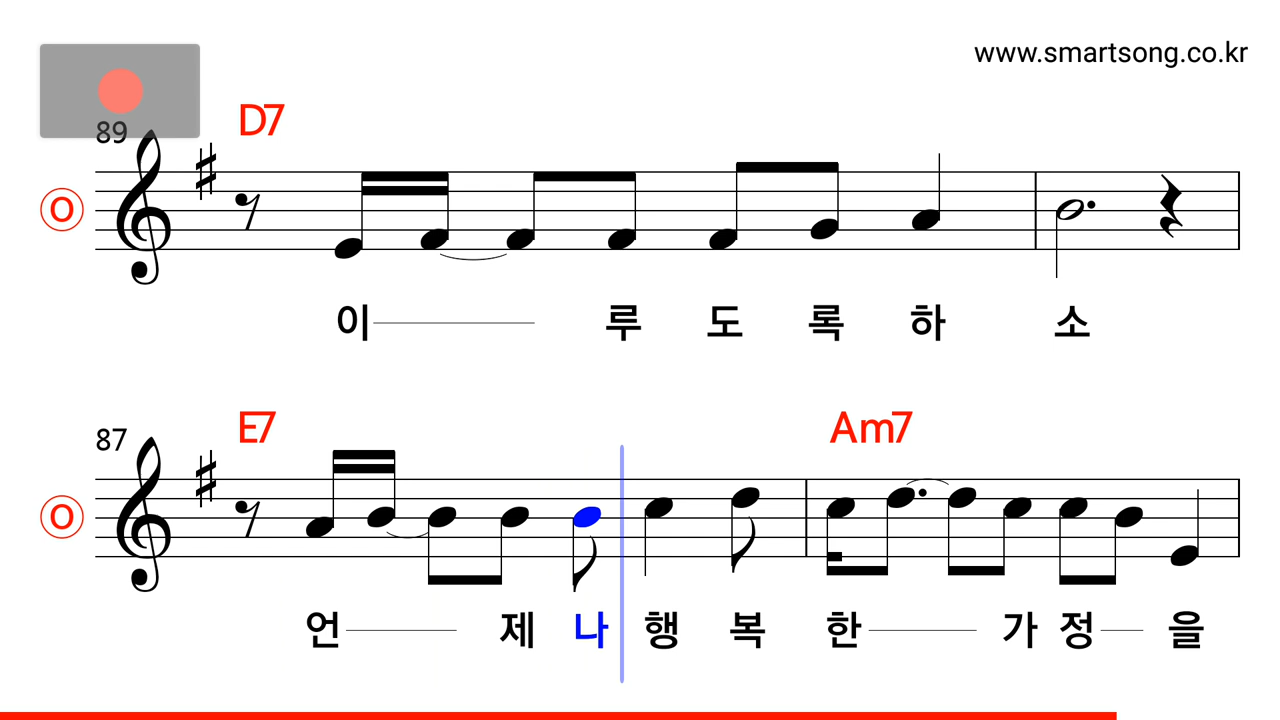 www.smartsong.co.kr
89
D7
O
이 루 도 록 하 소
87
E7 Am7
O
언 제 나 행 복 한 가 정 을